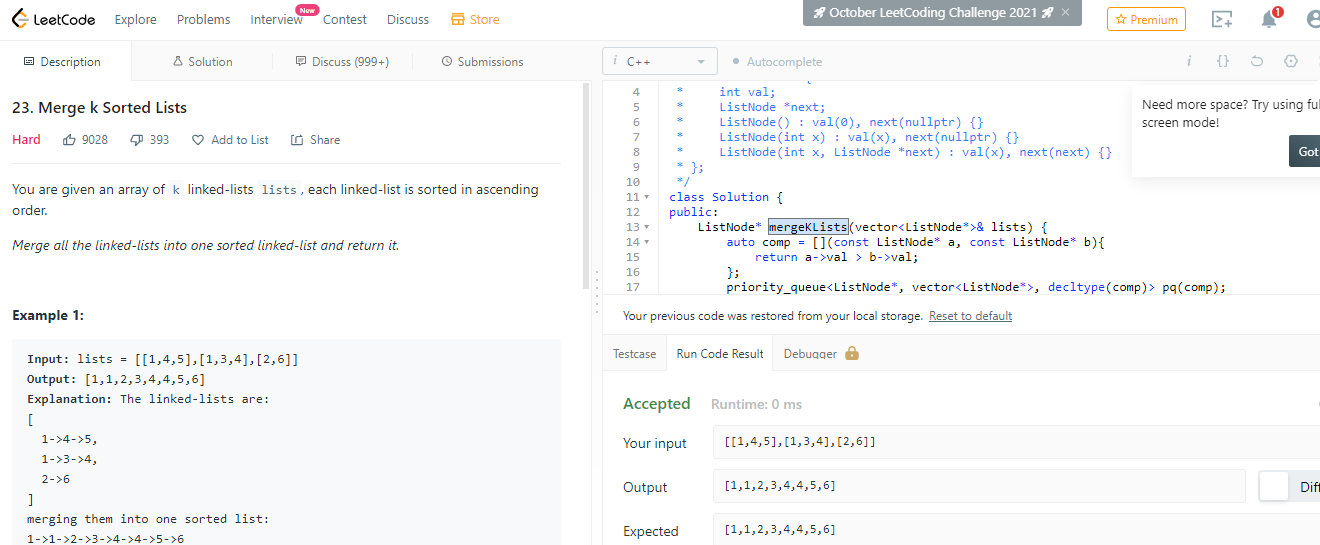 LeetCode Explore Problems Interview New Contest Discuss Store October LeetCoding Challenge 2021 × Premium 1
Description Solution Discuss (999+) Submissions
23. Merge k Sorted Lists
Hard 9028 393 Add to List Share
You are given an array of k linked-lists lists, each linked-list is sorted in ascending
order.
Merge all the linked-lists into one sorted linked-list and return it.
Example 1:
Input: lists = [[1,4,5],[1,3,4],[2,6]]
Output: [1,1,2,3,4,4,5,6]
Explanation: The linked-lists are:
[
1->4->5,
1->3->4,
2->6
]
merging them into one sorted list:
1->1->2->3->4->4->5->6
i C++ Autocomplete i {}
4 * int val;
5 * ListNode *next;
6 * ListNode() : val(0), next(nullptr) {}
7 * ListNode(int x) : val(x), next(nullptr) {}
8 * ListNode(int x, ListNode *next) : val(x), next(next) {}
9 * };
10 */
11 class Solution {
12 public:
13 ListNode* mergeKLists(vector<ListNode*>& lists) {
14 auto comp = [](const ListNode* a, const ListNode* b){
15 return a->val > b->val;
16 };
17 priority_queue<ListNode*, vector<ListNode*>, decltype(comp)> pq(comp);
Need more space? Try using ful
screen mode!
Got
Your previous code was restored from your local storage. Reset to default
Testcase Run Code Result Debugger
Accepted Runtime: 0 ms
Your input [[1,4,5],[1,3,4],[2,6]]
Output [1,1,2,3,4,4,5,6] Diff
Expected [1,1,2,3,4,4,5,6]